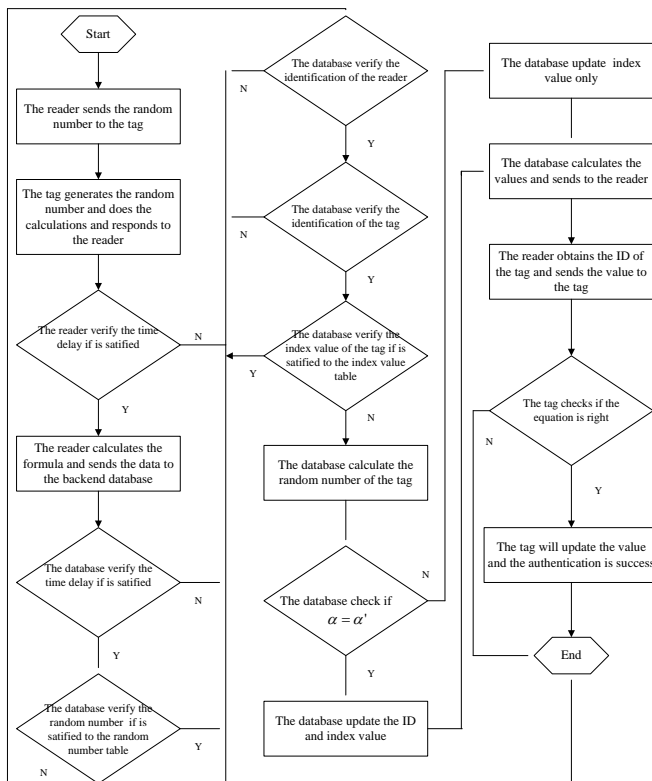 Start
The reader sends the random
number to the tag
The tag generates the random
number and does the
calculations and responds to
the reader
The reader verify the time
delay if is satified
N
Y
The reader calculates the
formula and sends the data to
the backend database
The database verify the
time delay if is satified
N
Y
The database verify the
random number if is
satified to the random
number table
Y
N
The database verify the
identification of the reader
N
Y
The database verify the
identification of the tag
N
Y
The database verify the
index value of the tag if is
satified to the index value
table
Y
N
The database calculate the
random number of the tag
The database check if
α = α'
N
Y
The database update the ID
and index value
The database update index
value only
The database calculates the
values and sends to the reader
The reader obtains the ID of
the tag and sends the value to
the tag
The tag checks if the
equation is right
N
Y
The tag will update the value
and the authentication is success
End